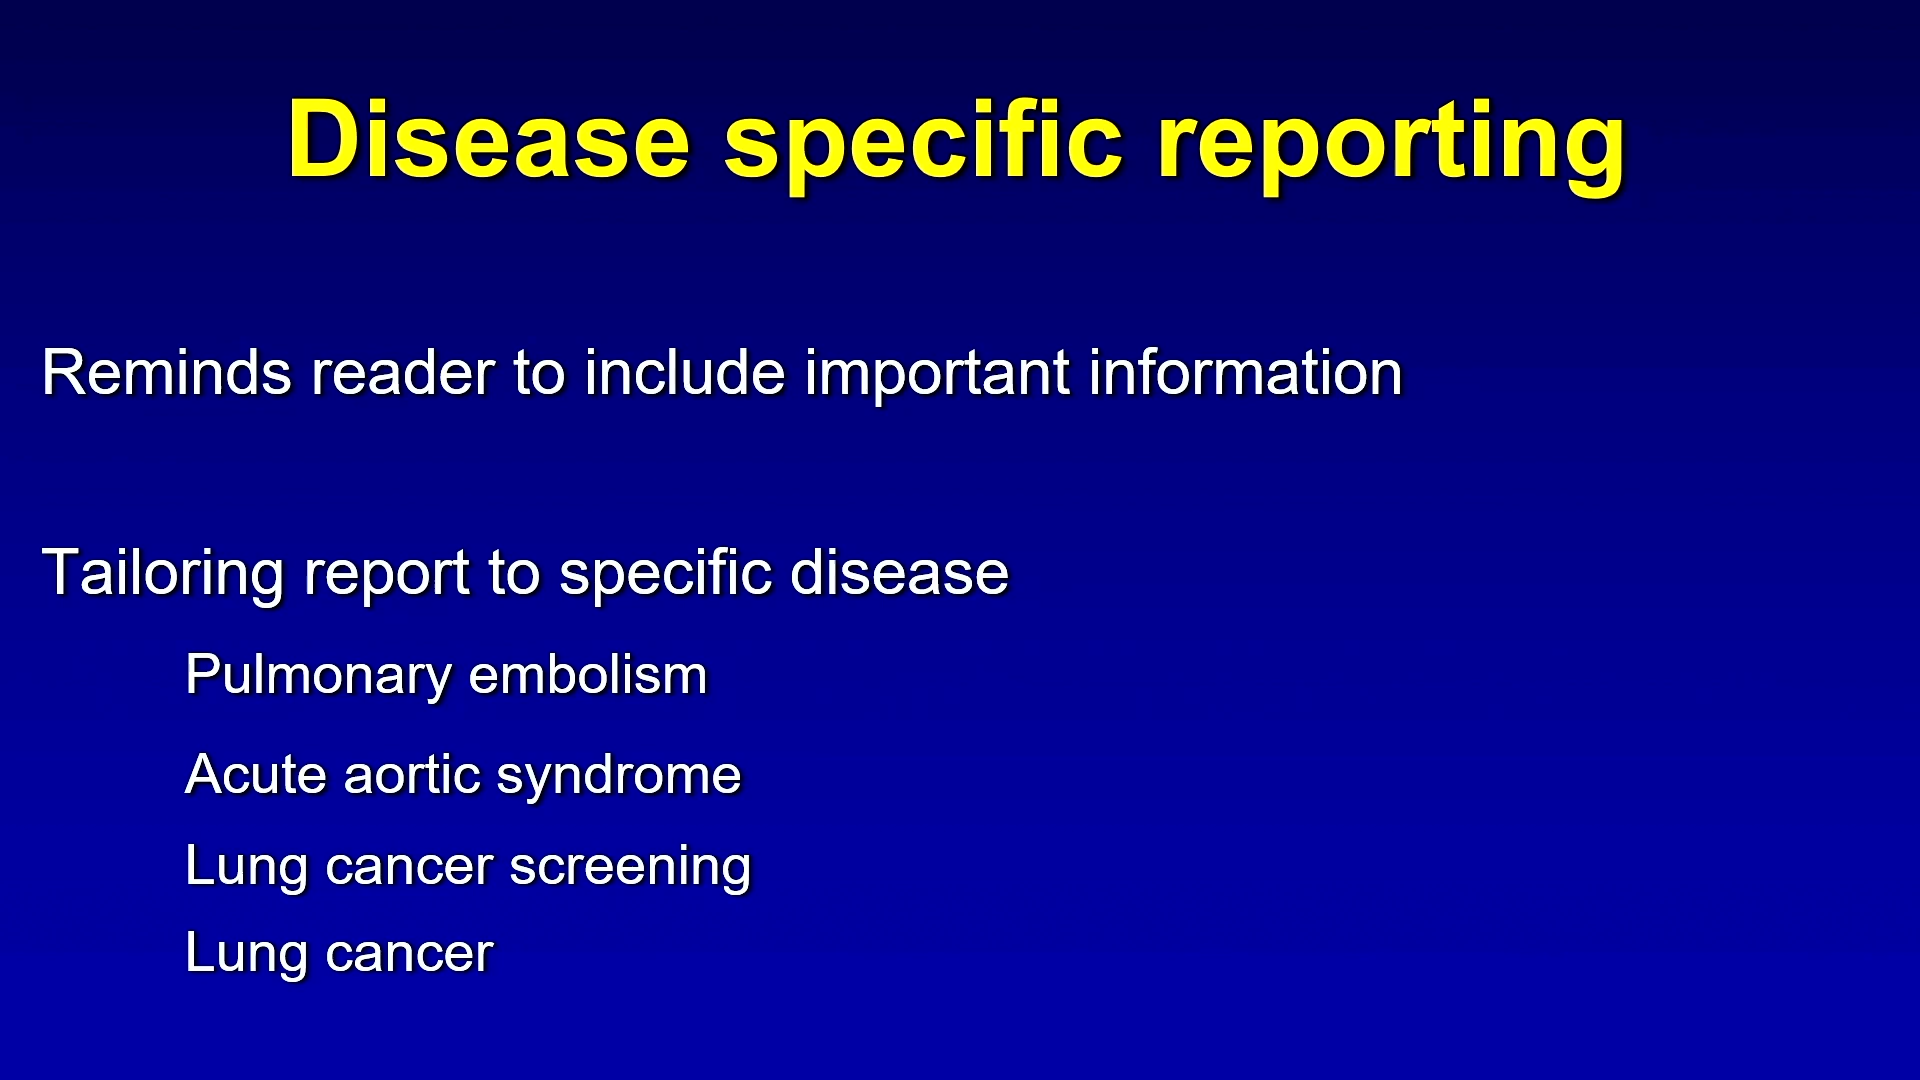 Disease specific reporting
Reminds reader to include important information
Tailoring report to specific disease
Pulmonary embolism
Acute aortic syndrome
Lung cancer screening
Lung cancer